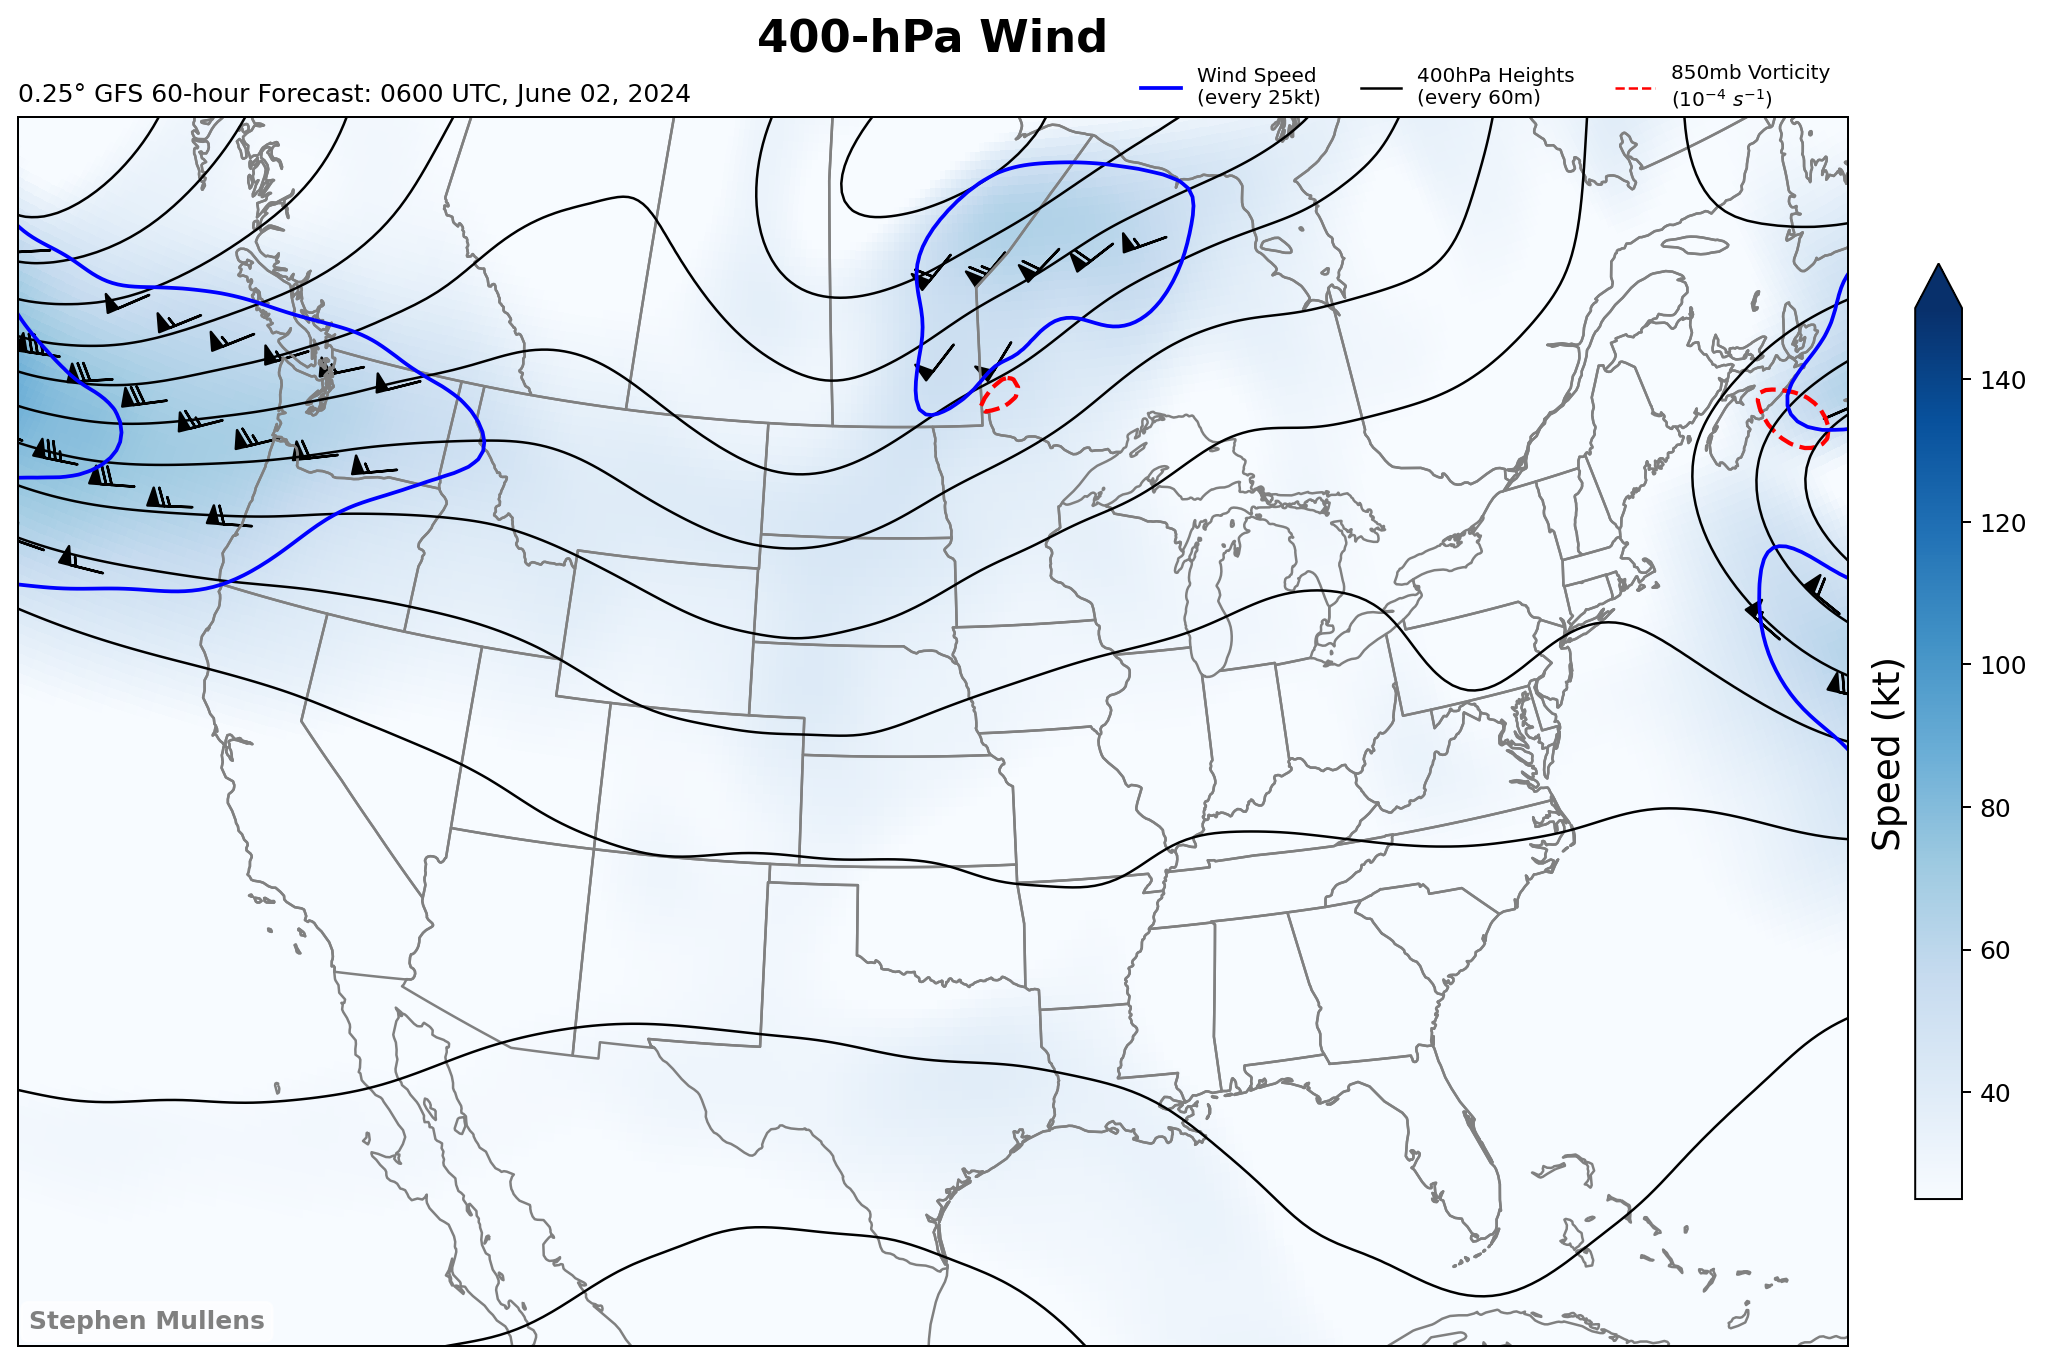 400-hPa Wind
0.25° GFS 60-hour Forecast: 0600 UTC, June 02, 2024
Wind Speed
(every 25kt)
400hPa Heights
(every 60m)
850mb Vorticity
(10⁻⁴ s⁻¹)
140
120
100
80
60
40
Speed (kt)
Stephen Mullens